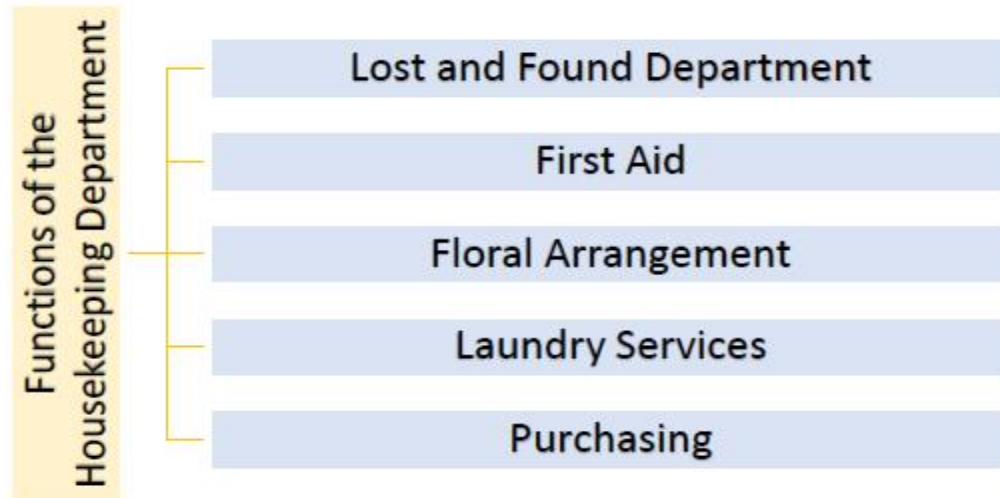 Functions of the
Housekeeping Department
Lost and Found Department
First Aid
Floral Arrangement
Laundry Services
Purchasing